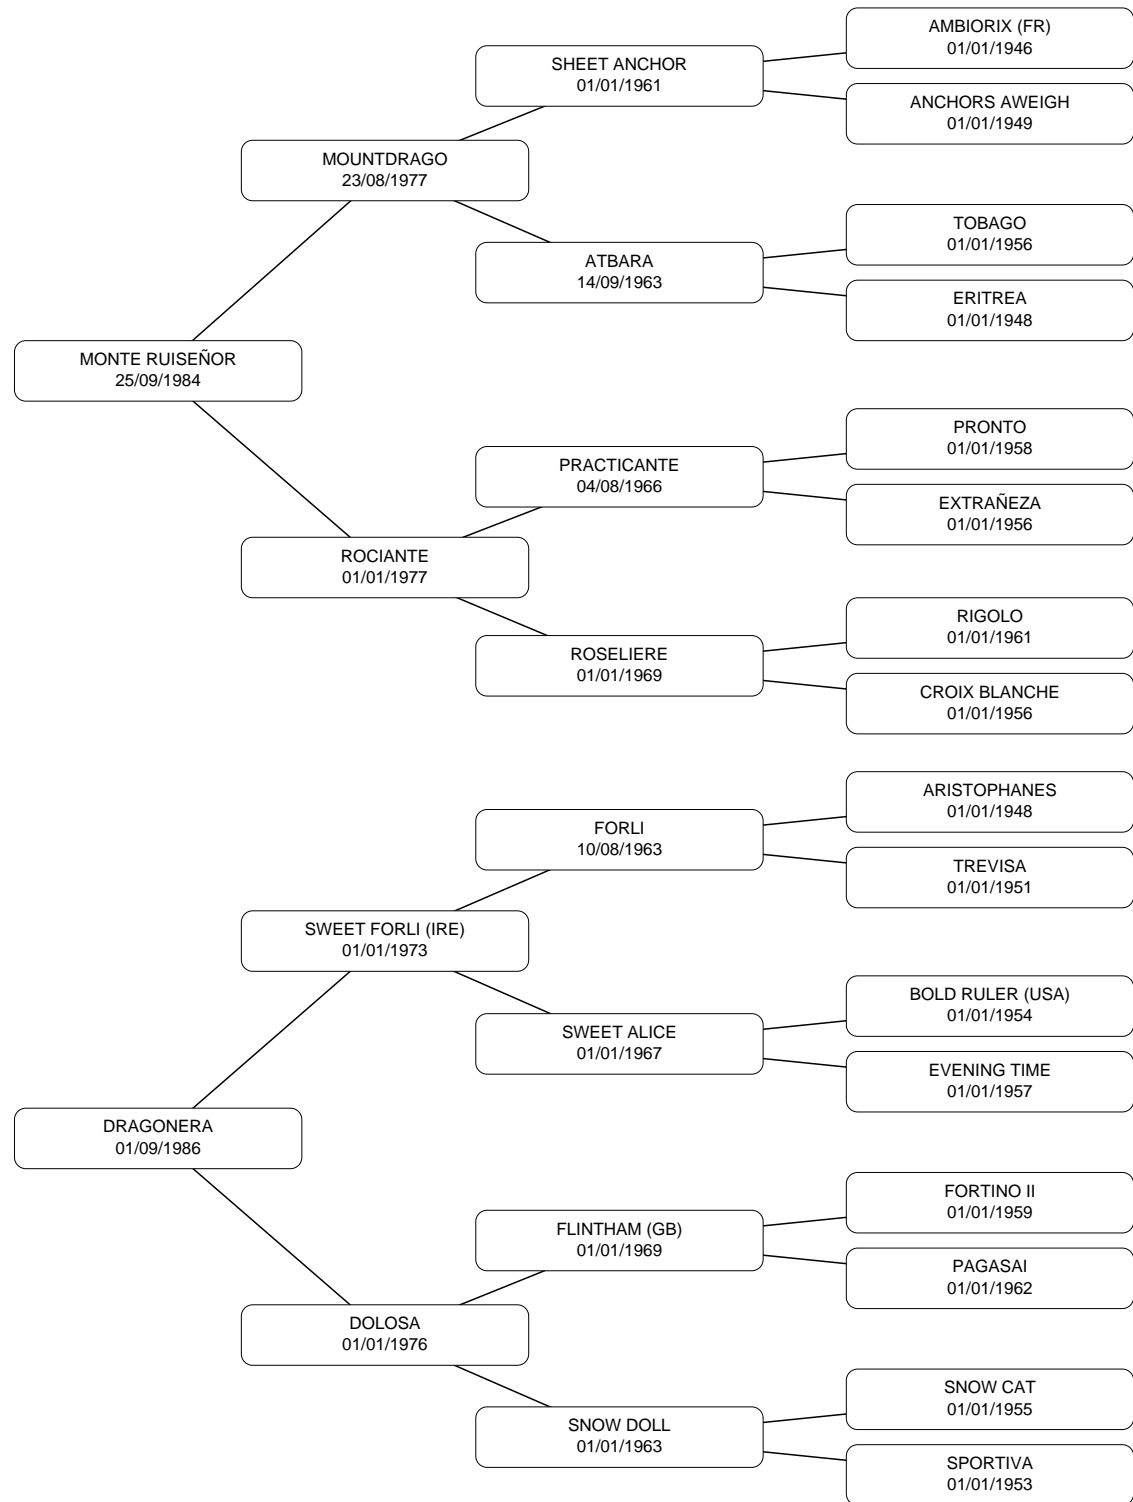 AMBIORIX (FR)
01/01/1946
SHEET ANCHOR
01/01/1961
ANCHORS AWEIGH
01/01/1949
MOUNTDRAGO
23/08/1977
TOBAGO
01/01/1956
ATBARA
14/09/1963
ERITREA
01/01/1948
MONTE RUISEÑOR
25/09/1984
PRONTO
01/01/1958
PRACTICANTE
04/08/1966
EXTRAÑEZA
01/01/1956
ROCIANTE
01/01/1977
RIGOLO
01/01/1961
ROSELIERE
01/01/1969
CROIX BLANCHE
01/01/1956
ARISTOPHANES
01/01/1948
FORLI
10/08/1963
TREVISA
01/01/1951
SWEET FORLI (IRE)
01/01/1973
BOLD RULER (USA)
01/01/1954
SWEET ALICE
01/01/1967
EVENING TIME
01/01/1957
DRAGONERA
01/09/1986
FORTINO II
01/01/1959
FLINTHAM (GB)
01/01/1969
PAGASAI
01/01/1962
DOLOSA
01/01/1976
SNOW CAT
01/01/1955
SNOW DOLL
01/01/1963
SPORTIVA
01/01/1953